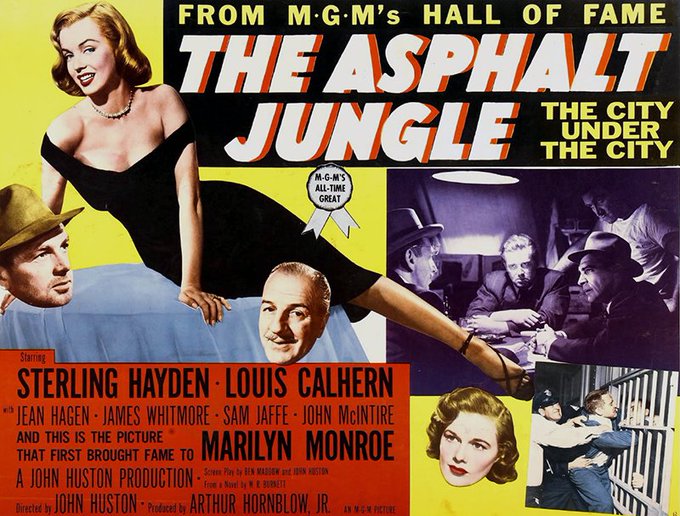 FROM M·G·M's HALL OF FAME
THE ASPHALT
JUNGLE
THE CITY
UNDER
THE CITY
M-G-M'S
ALL-TIME
GREAT
Starring
STERLING HAYDEN · LOUIS CALHERN
with JEAN HAGEN · JAMES WHITMORE · SAM JAFFE · JOHN McINTIRE
AND THIS IS THE PICTURE
THAT FIRST BROUGHT FAME TO MARILYN MONROE
A JOHN HUSTON PRODUCTION · Screen Play by BEN MADDOW and JOHN HUSTON
From a Novel by W. R. BURNETT
Directed by JOHN HUSTON · Produced by ARTHUR HORNBLOW, JR. AN M-G-M PICTURE